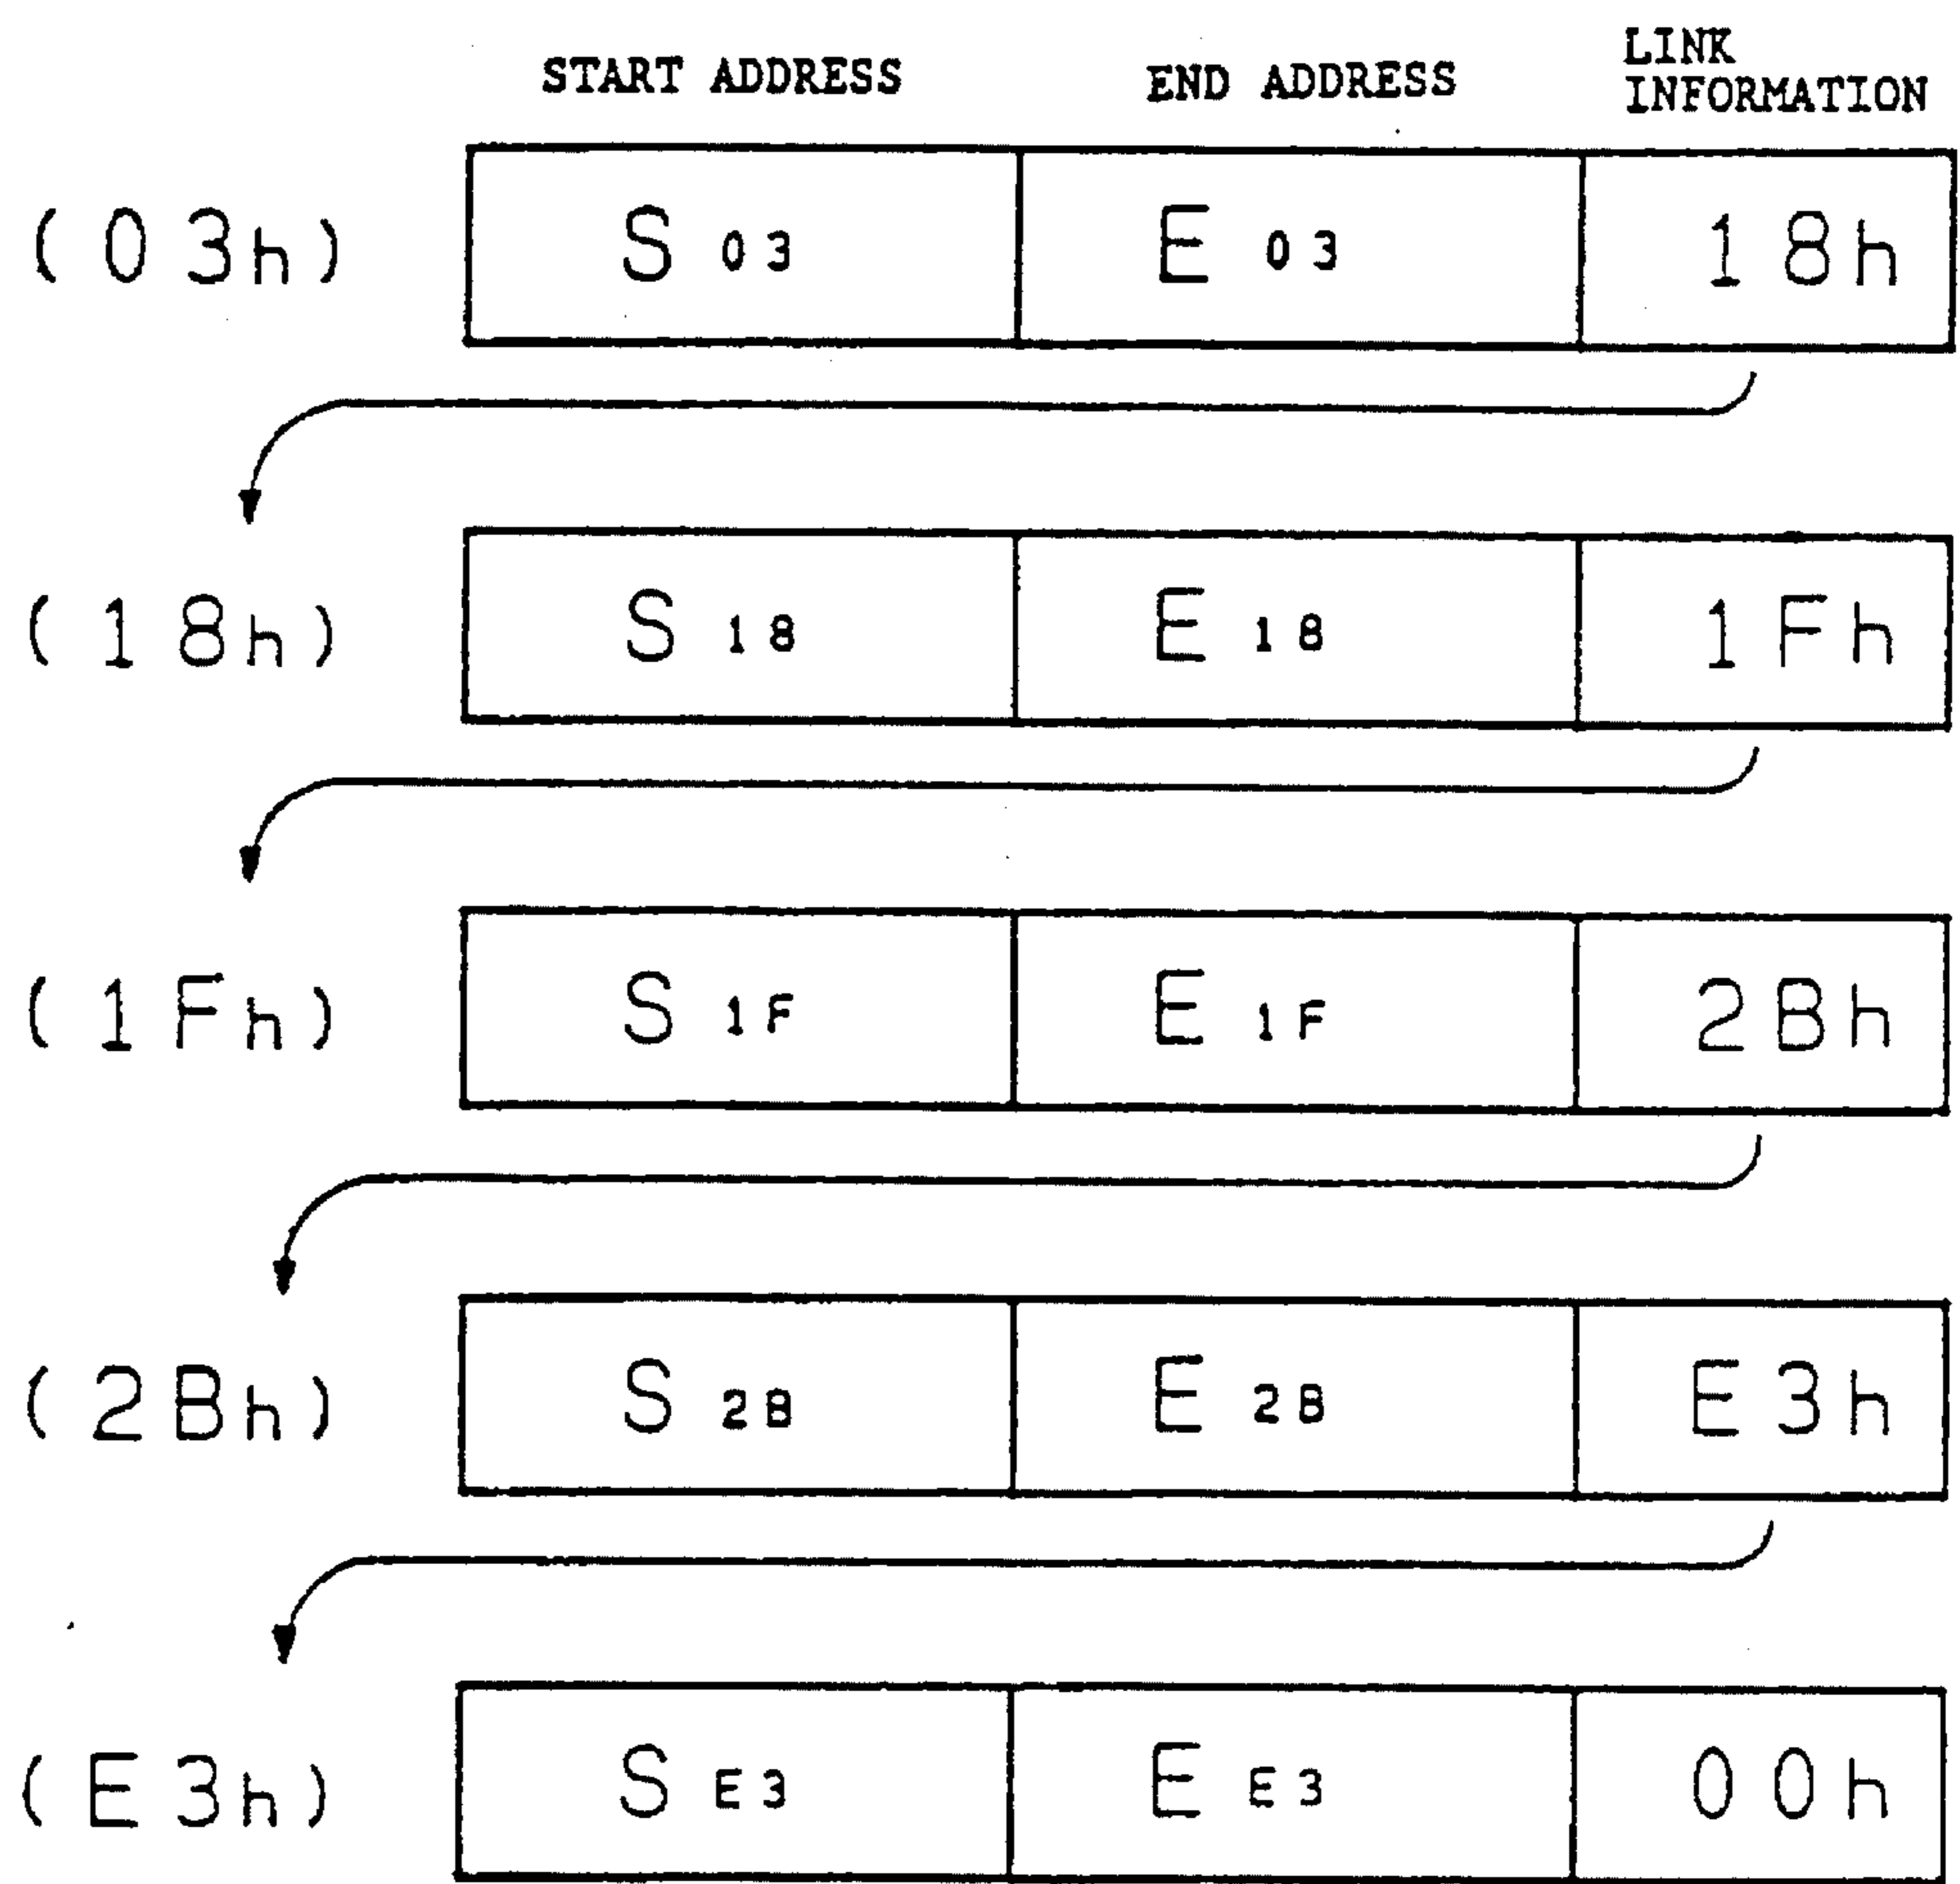 START ADDRESS END ADDRESS LINK INFORMATION
(03h) S03 E03 18h
(18h) S18 E18 1Fh
(1Fh) S1F E1F 2Bh
(2Bh) S2B E2B E3h
(E3h) SE3 EE3 00h